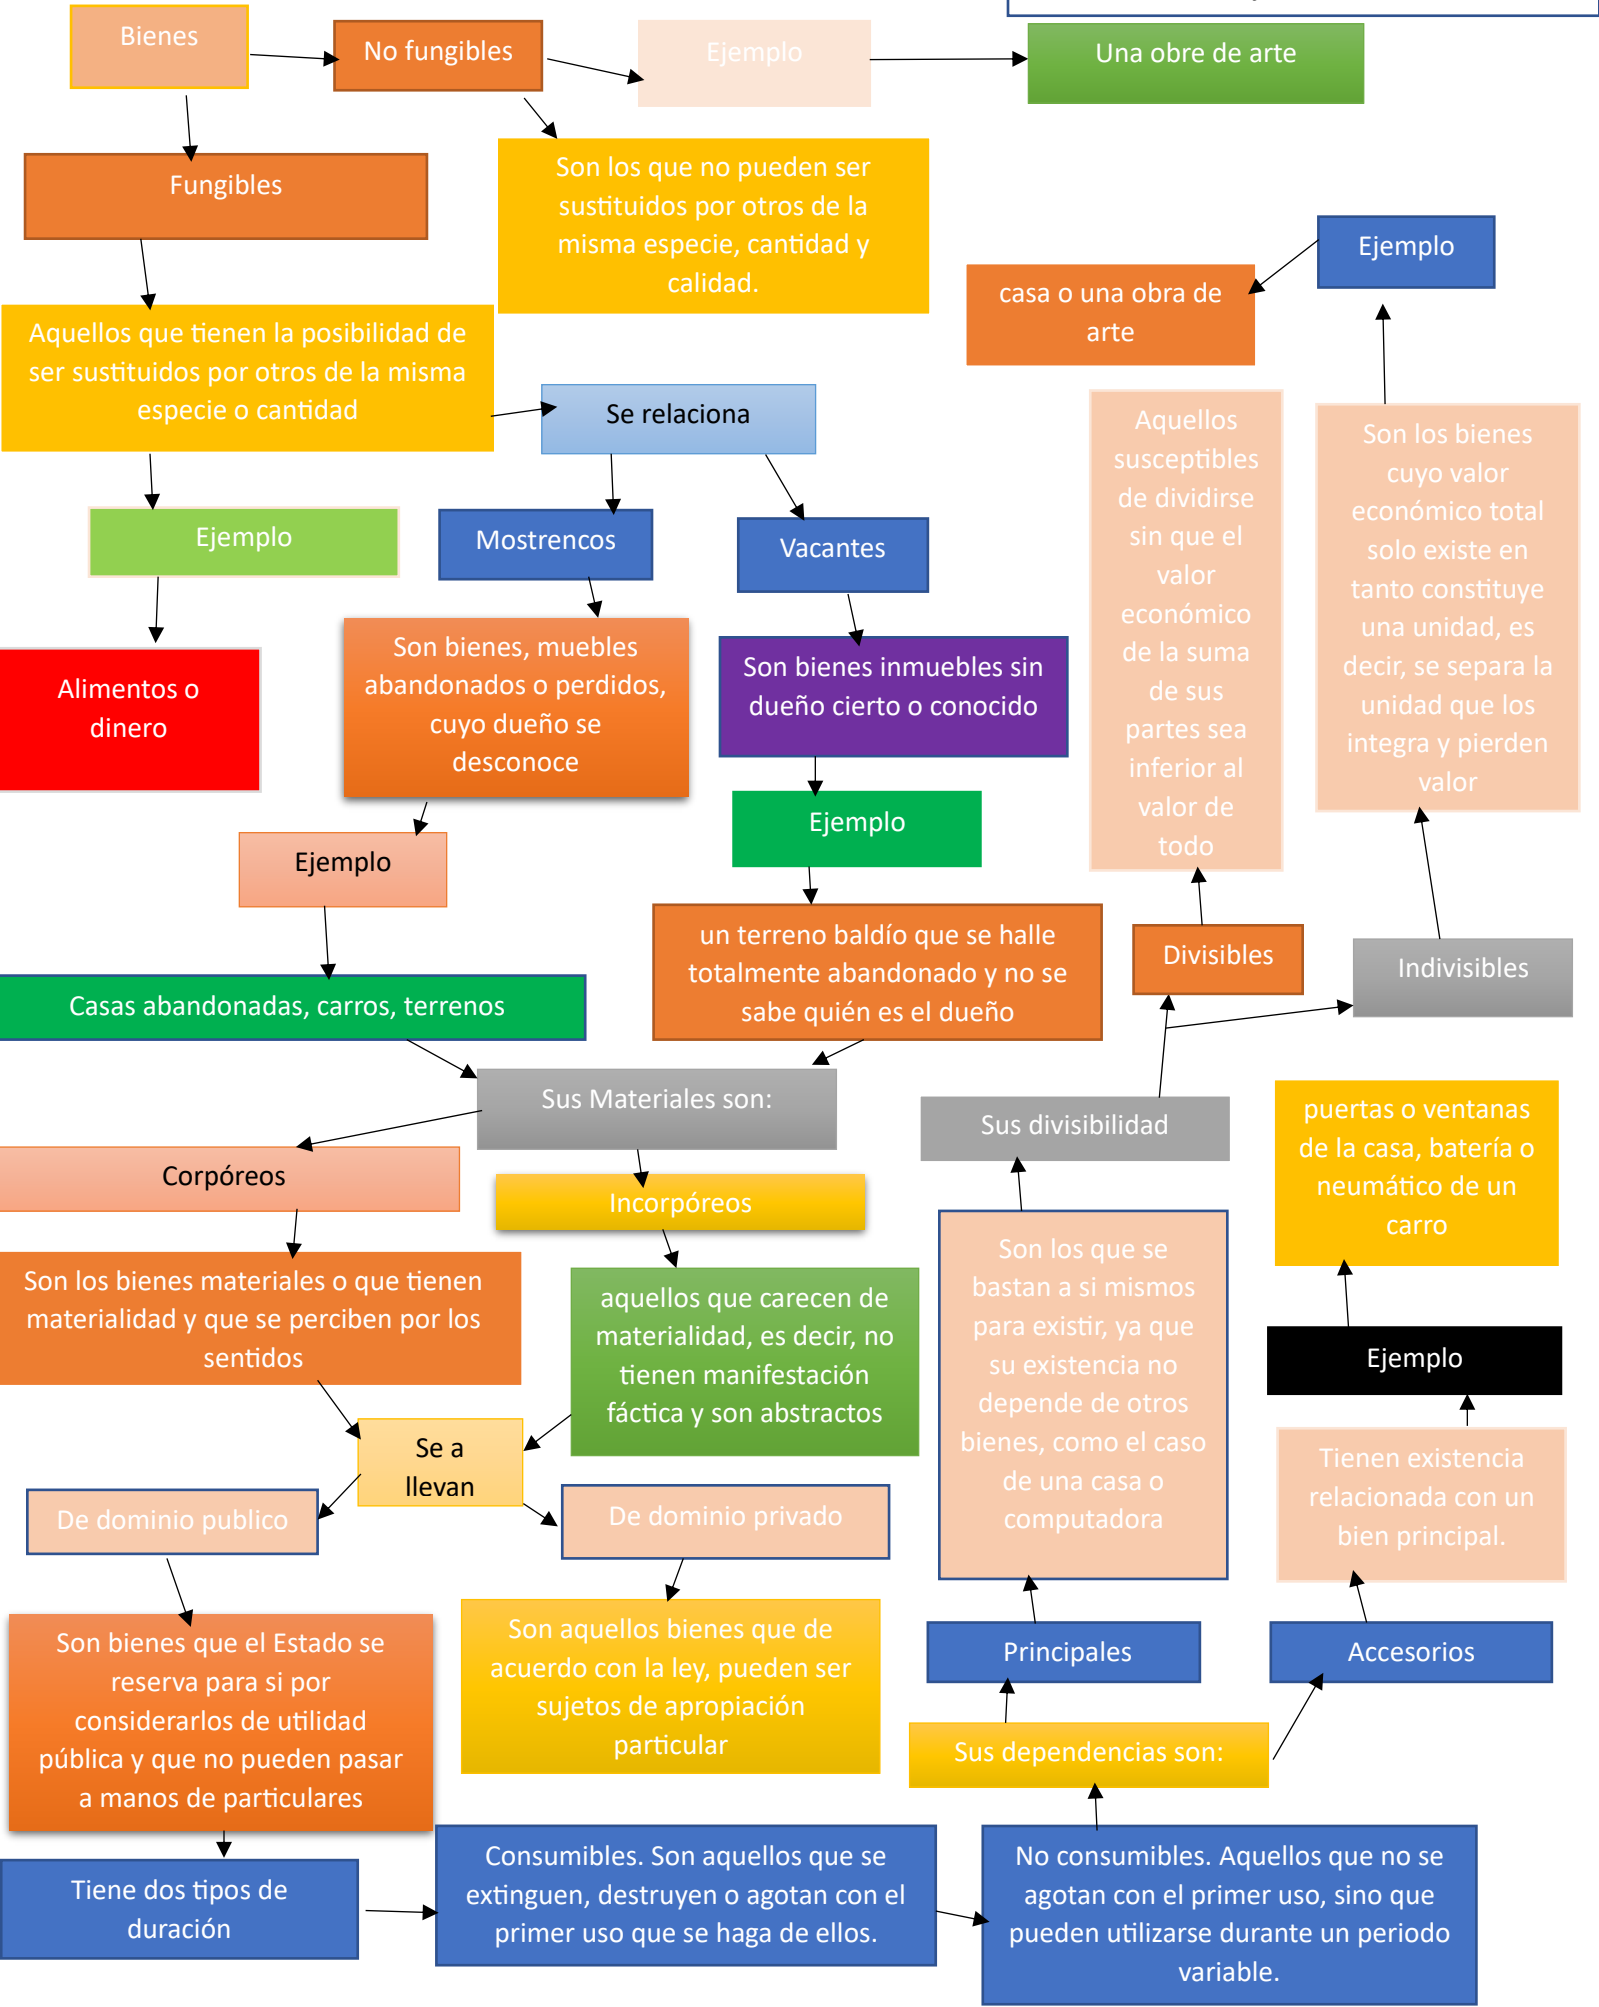 Bienes
No fungibles
Ejemplo
Una obre de arte
Fungibles
Son los que no pueden ser
sustituidos por otros de la
misma especie, cantidad y
calidad.
Ejemplo
casa o una obra de
arte
Aquellos que tienen la posibilidad de
ser sustituidos por otros de la misma
especie o cantidad
Se relaciona
Aquellos
susceptibles
de dividirse
sin que el
valor
económico
de la suma
de sus
partes sea
inferior al
valor de
todo
Son los bienes
cuyo valor
económico total
solo existe en
tanto constituye
una unidad, es
decir, se separa la
unidad que los
integra y pierden
valor
Ejemplo
Mostrencos
Vacantes
Alimentos o
dinero
Son bienes, muebles
abandonados o perdidos,
cuyo dueño se
desconoce
Son bienes inmuebles sin
dueño cierto o conocido
Ejemplo
Ejemplo
un terreno baldío que se halle
totalmente abandonado y no se
sabe quién es el dueño
Divisibles
Indivisibles
Casas abandonadas, carros, terrenos
Sus Materiales son:
Sus divisibilidad
puertas o ventanas
de la casa, batería o
neumático de un
carro
Corpóreos
Incorpóreos
Son los bienes materiales o que tienen
materialidad y que se perciben por los
sentidos
aquellos que carecen de
materialidad, es decir, no
tienen manifestación
fáctica y son abstractos
Son los que se
bastan a si mismos
para existir, ya que
su existencia no
depende de otros
bienes, como el caso
de una casa o
computadora
Ejemplo
Se a
llevan
Tienen existencia
relacionada con un
bien principal.
De dominio publico
De dominio privado
Son bienes que el Estado se
reserva para si por
considerarlos de utilidad
pública y que no pueden pasar
a manos de particulares
Son aquellos bienes que de
acuerdo con la ley, pueden ser
sujetos de apropiación
particular
Principales
Accesorios
Sus dependencias son:
Tiene dos tipos de
duración
Consumibles. Son aquellos que se
extinguen, destruyen o agotan con el
primer uso que se haga de ellos.
No consumibles. Aquellos que no se
agotan con el primer uso, sino que
pueden utilizarse durante un periodo
variable.